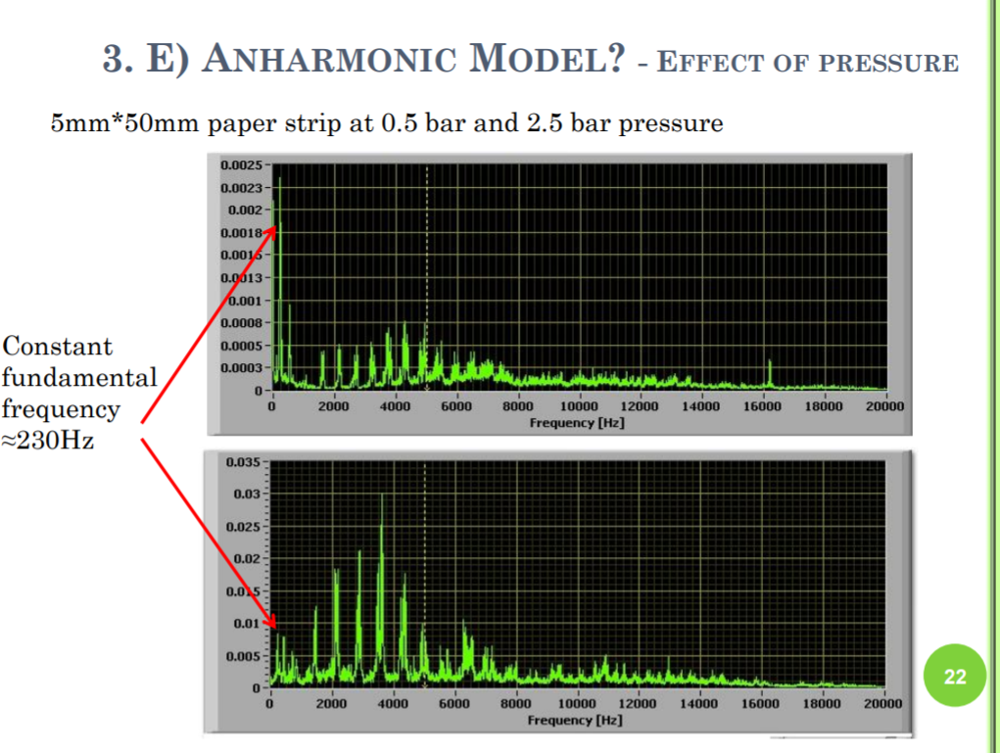 3. E) ANHARMONIC MODEL? - EFFECT OF PRESSURE
5mm*50mm paper strip at 0.5 bar and 2.5 bar pressure
0.0025
0.0023
0.002
0.0018
0.0015
0.0013
0.001
0.0008
0.0005
0.0003
0
0 2000 4000 6000 8000 10000 12000 14000 16000 18000 20000
Frequency [Hz]
Constant
fundamental
frequency
≈230Hz
0.035
0.03
0.025
0.02
0.015
0.01
0.005
0
0 2000 4000 6000 8000 10000 12000 14000 16000 18000 20000
Frequency [Hz]
22